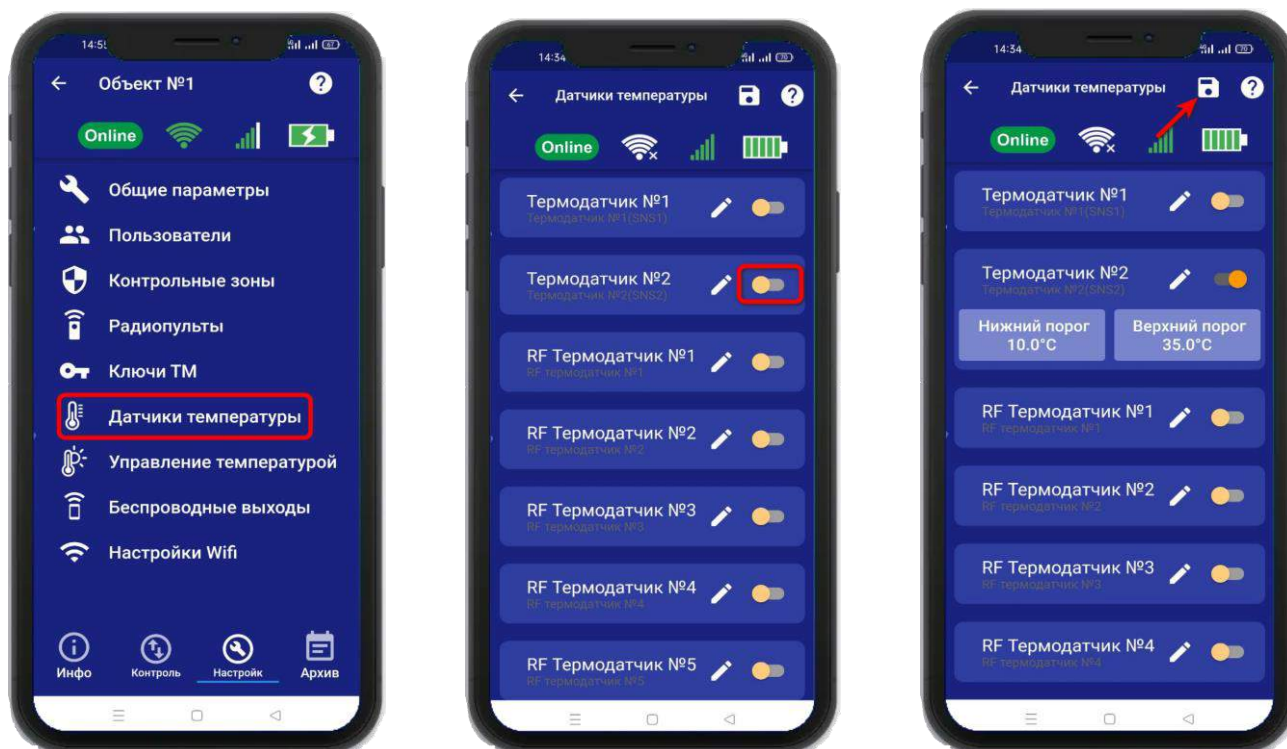 14:5
67
Объект №1
?
Online
Общие параметры
Пользователи
Контрольные зоны
Радиопульты
Ключи ТМ
Датчики температуры
Управление температурой
Беспроводные выходы
Настройки Wifi
Инфо
Контроль
Настройк
Архив
14:34
70
Датчики температуры
?
Online
Термодатчик №1
Термодатчик №1(SNS1)
Термодатчик №2
Термодатчик №2(SNS2)
RF Термодатчик №1
RF термодатчик №1
RF Термодатчик №2
RF термодатчик №2
RF Термодатчик №3
RF термодатчик №3
RF Термодатчик №4
RF термодатчик №4
RF Термодатчик №5
RF термодатчик №5
14:34
70
Датчики температуры
?
Online
Термодатчик №1
Термодатчик №1(SNS1)
Термодатчик №2
Термодатчик №2(SNS2)
Нижний порог
10.0°C
Верхний порог
35.0°C
RF Термодатчик №1
RF термодатчик №1
RF Термодатчик №2
RF термодатчик №2
RF Термодатчик №3
RF термодатчик №3
RF Термодатчик №4
RF термодатчик №4